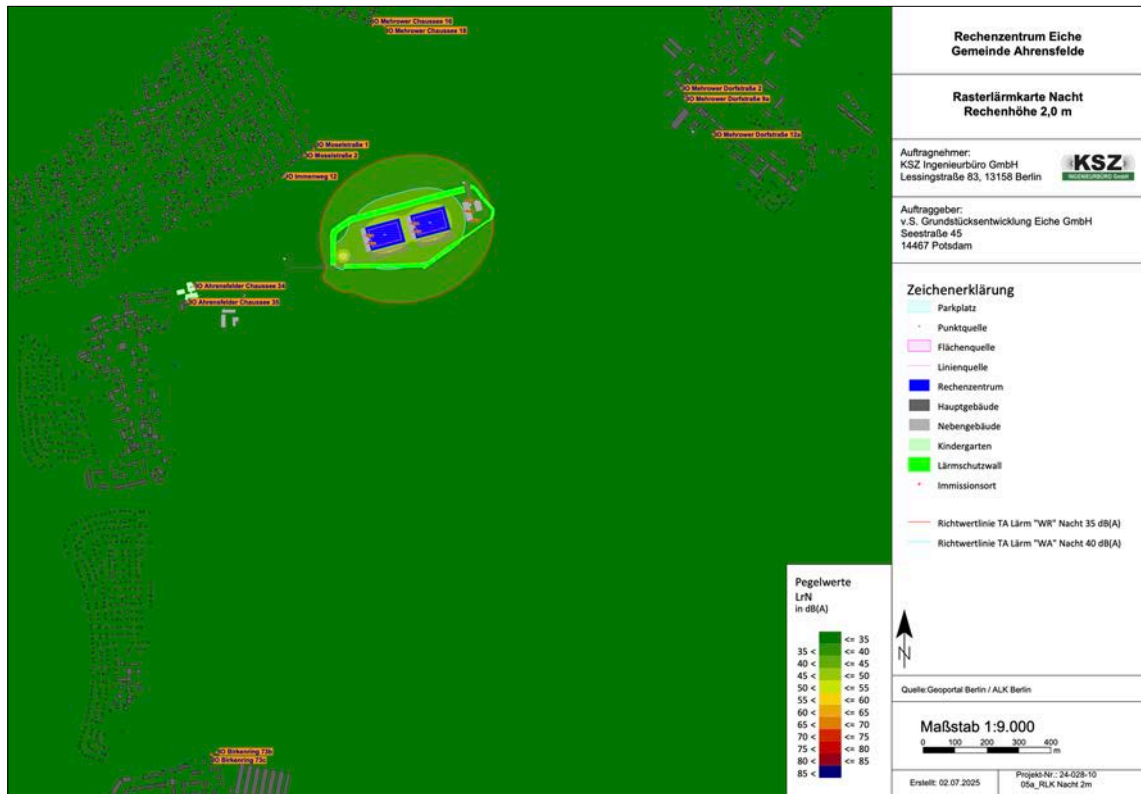 IO Mehrower Chaussee 16
IO Mehrower Chaussee 18
IO Mehrower Dorfstraße 2
IO Mehrower Dorfstraße 9a
IO Mehrower Dorfstraße 12a
IO Moselstraße 1
IO Moselstraße 2
IO Immenweg 12
IO Ahrensfelder Chaussee 34
IO Ahrensfelder Chaussee 35
IO Birkenring 73b
IO Birkenring 73c
Rechenzentrum Eiche
Gemeinde Ahrensfelde
Rasterlärmkarte Nacht
Rechenhöhe 2,0 m
Auftragnehmer:
KSZ Ingenieurbüro GmbH
Lessingstraße 83, 13158 Berlin
KSZ
INGENIEURBÜRO GmbH
Auftraggeber:
v.S. Grundstücksentwicklung Eiche GmbH
Seestraße 45
14467 Potsdam
Zeichenerklärung
Parkplatz
Punktquelle
Flächenquelle
Linienquelle
Rechenzentrum
Hauptgebäude
Nebengebäude
Kindergarten
Lärmschutzwall
Immissionsort
Richtwertlinie TA Lärm "WR" Nacht 35 dB(A)
Richtwertlinie TA Lärm "WA" Nacht 40 dB(A)
Pegelwerte
LrN
in dB(A)
<= 35
35 < <= 40
40 < <= 45
45 < <= 50
50 < <= 55
55 < <= 60
60 < <= 65
65 < <= 70
70 < <= 75
75 < <= 80
80 < <= 85
85 <
N
Quelle:Geoportal Berlin / ALK Berlin
Maßstab 1:9.000
0 100 200 300 400
m
Erstellt: 02.07.2025
Projekt-Nr.: 24-028-10
05a_RLK Nacht 2m